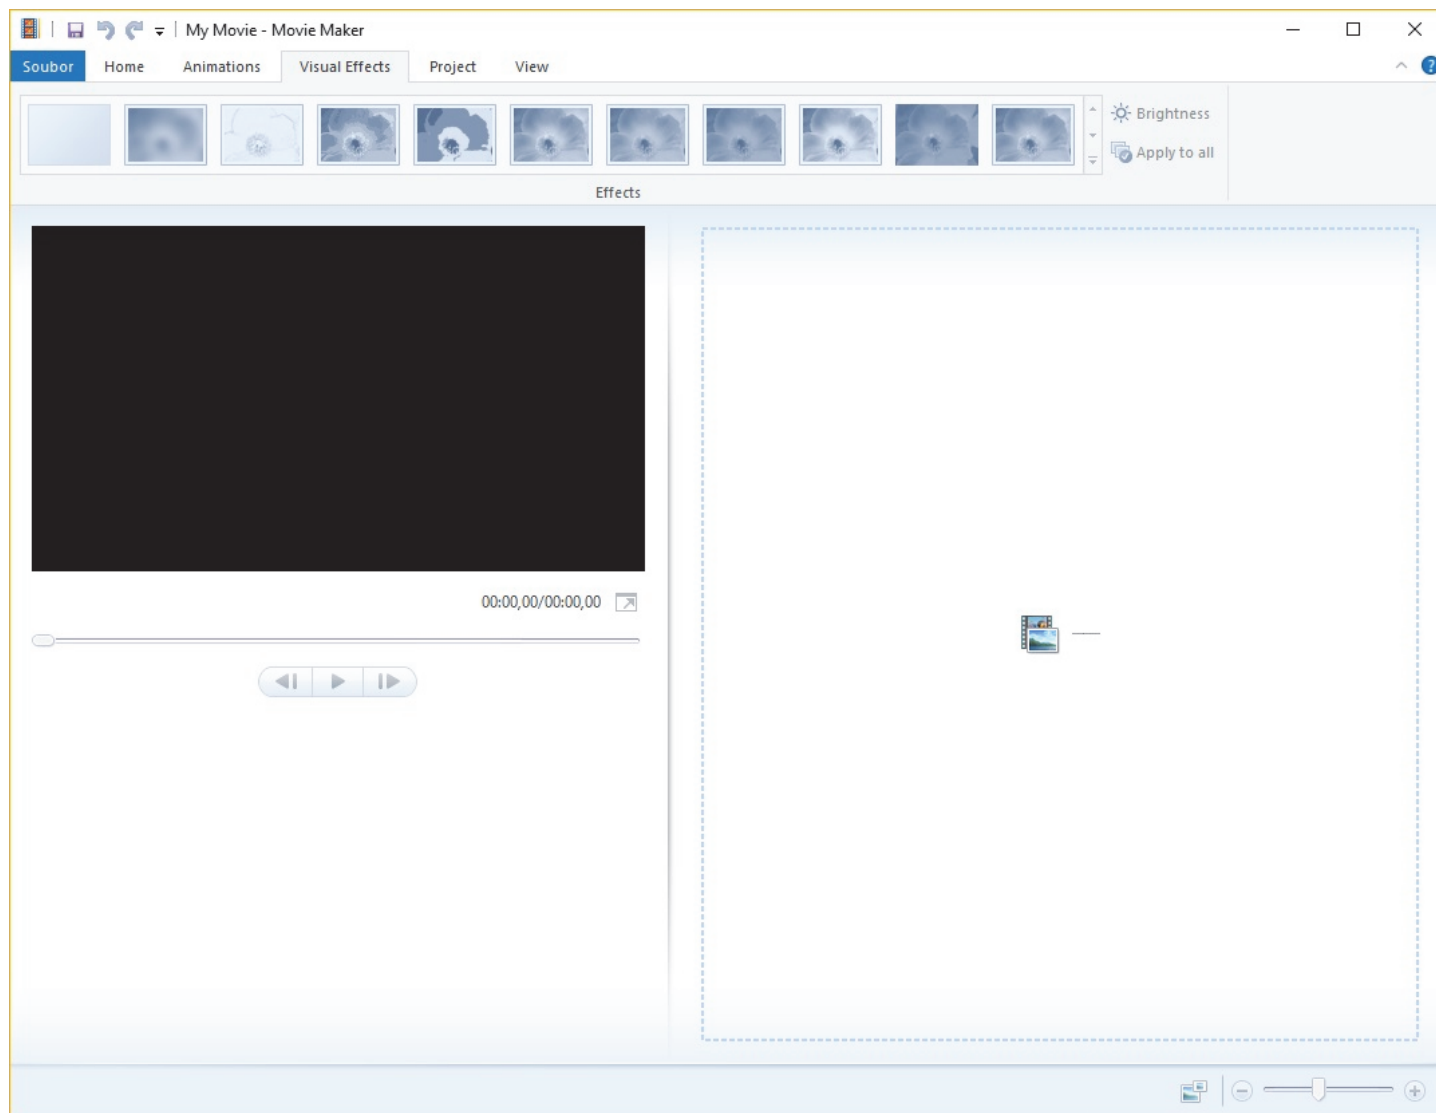 My Movie - Movie Maker
Soubor Home Animations Visual Effects Project View ?
Brightness
Apply to all
Effects
00:00,00/00:00,00